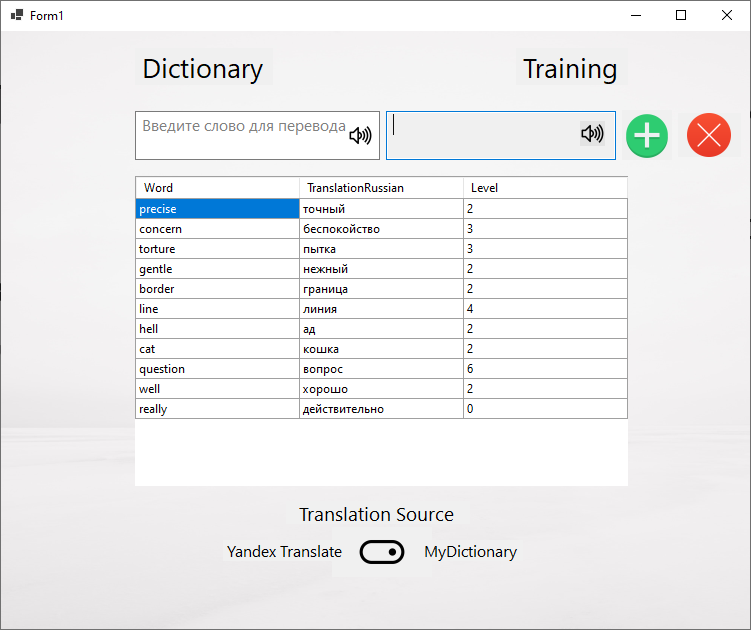 Form1
Dictionary Training
Введите слово для перевода
Word TranslationRussian Level
precise точный 2
concern беспокойство 3
torture пытка 3
gentle нежный 2
border граница 2
line линия 4
hell ад 2
cat кошка 2
question вопрос 6
well хорошо 2
really действительно 0
Translation Source
Yandex Translate MyDictionary